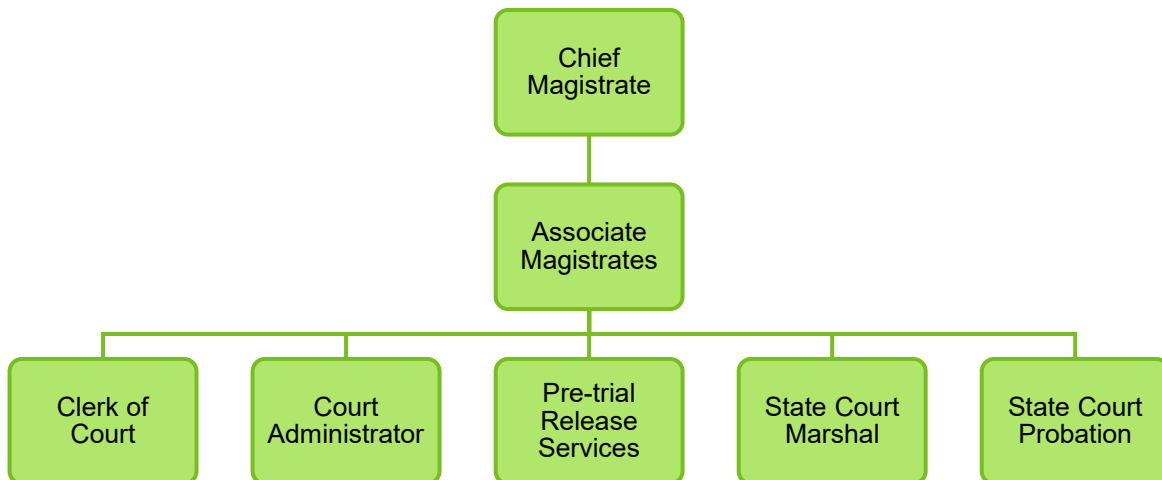 Chief
Magistrate
Associate
Magistrates
Clerk of
Court
Court
Administrator
Pre-trial
Release
Services
State Court
Marshal
State Court
Probation